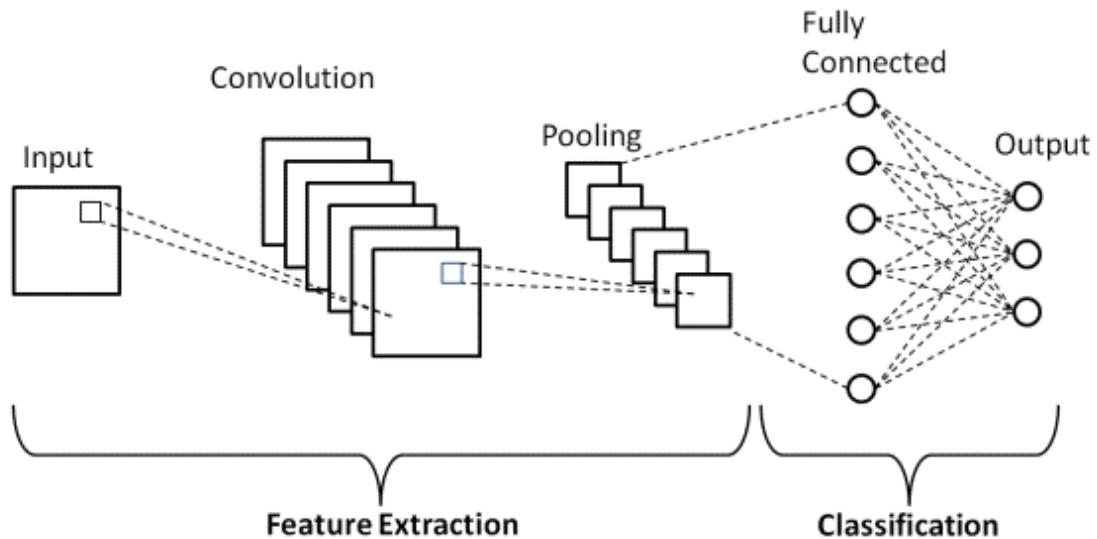 Input
Convolution
Pooling
Fully
Connected
Output
Feature Extraction
Classification